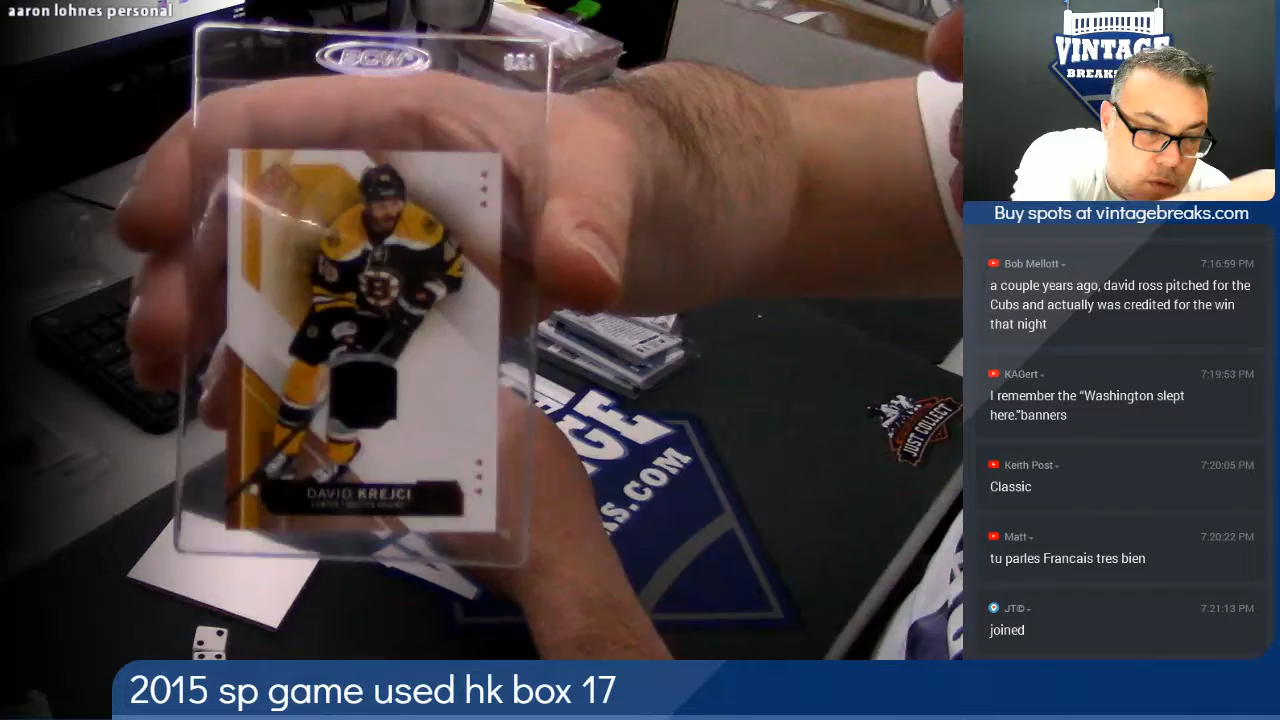 aaron lohnes personal
BCW
DAVID KREJCI
GE
S.COM
JUST COLLECT
VINTAGE
BREAKS
Buy spots at vintagebreaks.com
Bob Mellott
7:16:59 PM
a couple years ago, david ross pitched for the
Cubs and actually was credited for the win
that night
KAGert
7:19:53 PM
I remember the “Washington slept
here.”banners
Keith Post
7:20:05 PM
Classic
Matt
7:20:22 PM
tu parles Francais tres bien
JT©
7:21:13 PM
joined
2015 sp game used hk box 17